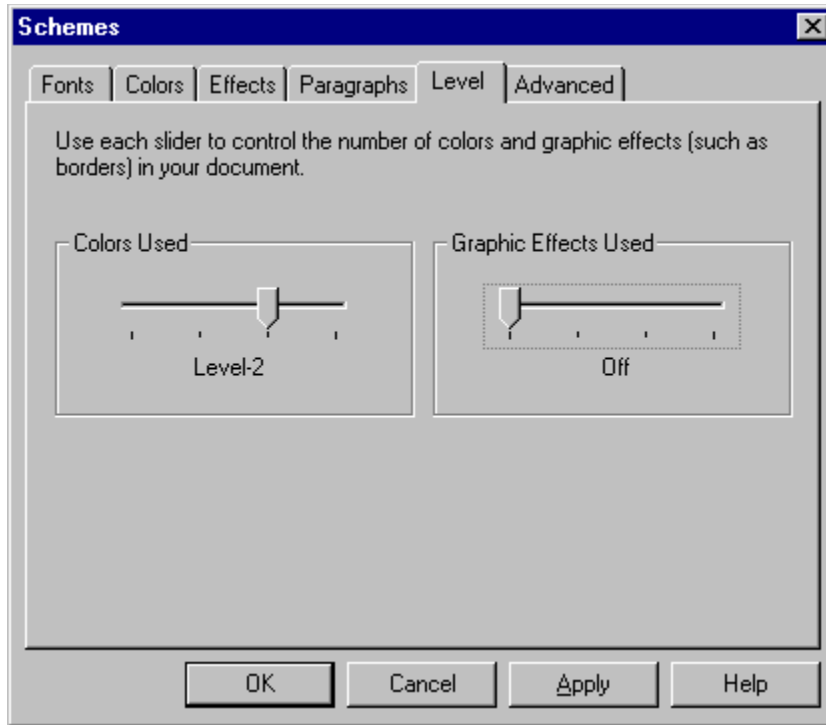 Schemes
Fonts Colors Effects Paragraphs Level Advanced
Use each slider to control the number of colors and graphic effects (such as
borders) in your document.
Colors Used Graphic Effects Used
Level-2 Off
OK Cancel Apply Help